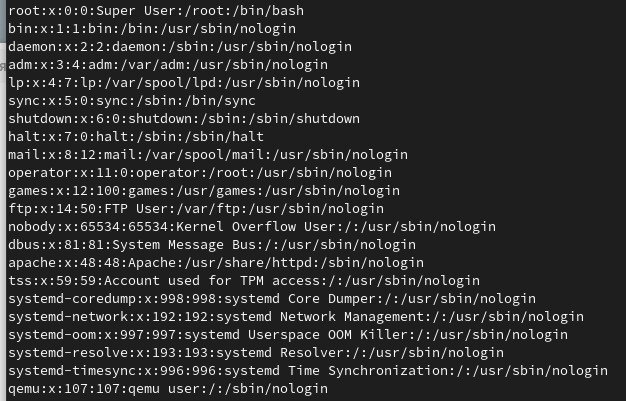 root:x:0:0:Super User:/root:/bin/bash
bin:x:1:1:bin:/bin:/usr/sbin/nologin
daemon:x:2:2:daemon:/sbin:/usr/sbin/nologin
adm:x:3:4:adm:/var/adm:/usr/sbin/nologin
lp:x:4:7:lp:/var/spool/lpd:/usr/sbin/nologin
sync:x:5:0:sync:/sbin:/bin/sync
shutdown:x:6:0:shutdown:/sbin:/sbin/shutdown
halt:x:7:0:halt:/sbin:/sbin/halt
mail:x:8:12:mail:/var/spool/mail:/usr/sbin/nologin
operator:x:11:0:operator:/root:/usr/sbin/nologin
games:x:12:100:games:/usr/games:/usr/sbin/nologin
ftp:x:14:50:FTP User:/var/ftp:/usr/sbin/nologin
nobody:x:65534:65534:Kernel Overflow User:/:/usr/sbin/nologin
dbus:x:81:81:System Message Bus:/:/usr/sbin/nologin
apache:x:48:48:Apache:/usr/share/httpd:/sbin/nologin
tss:x:59:59:Account used for TPM access:/:/usr/sbin/nologin
systemd-coredump:x:998:998:systemd Core Dumper:/:/usr/sbin/nologin
systemd-network:x:192:192:systemd Network Management:/:/usr/sbin/nologin
systemd-oom:x:997:997:systemd Userspace OOM Killer:/:/usr/sbin/nologin
systemd-resolve:x:193:193:systemd Resolver:/:/usr/sbin/nologin
systemd-timesync:x:996:996:systemd Time Synchronization:/:/usr/sbin/nologin
qemu:x:107:107:qemu user:/:/sbin/nologin